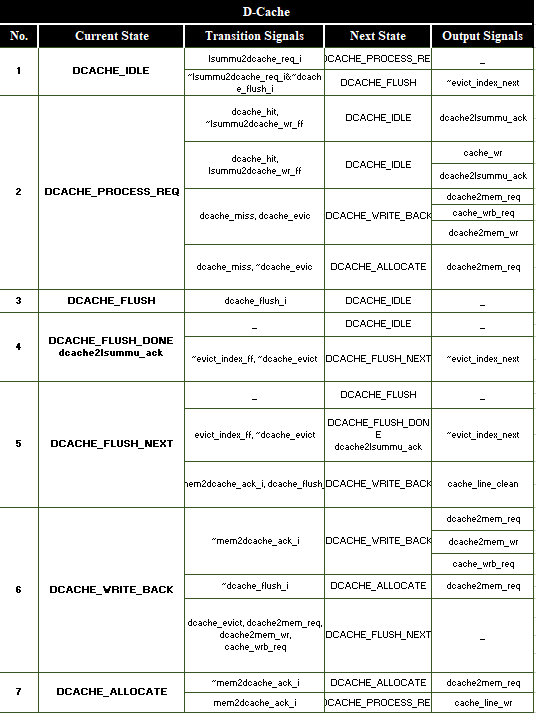 D-Cache
No. Current State Transition Signals Next State Output Signals
1 DCACHE_IDLE
lsummu2dcache_req_i DCACHE_PROCESS_RE _
~lsummu2dcache_req_i&~dcach
e_flush_i DCACHE_FLUSH ~evict_index_next
2 DCACHE_PROCESS_REQ
dcache_hit,
~lsummu2dcache_wr_ff DCACHE_IDLE dcache2lsummu_ack
dcache_hit,
lsummu2dcache_wr_ff DCACHE_IDLE cache_wr
dcache2lsummu_ack
dcache_miss, dcache_evic DCACHE_WRITE_BACK dcache2mem_req
cache_wrb_req
dcache2mem_wr
dcache_miss, ~dcache_evic DCACHE_ALLOCATE dcache2mem_req
3 DCACHE_FLUSH dcache_flush_i DCACHE_IDLE _
4 DCACHE_FLUSH_DONE
dcache2lsummu_ack
_ DCACHE_IDLE _
~evict_index_ff, ~dcache_evict DCACHE_FLUSH_NEXT ~evict_index_next
5 DCACHE_FLUSH_NEXT
_ DCACHE_FLUSH _
evict_index_ff, ~dcache_evict DCACHE_FLUSH_DON
E
dcache2lsummu_ack ~evict_index_next
mem2dcache_ack_i, dcache_flush_ DCACHE_WRITE_BACK cache_line_clean
6 DCACHE_WRITE_BACK
~mem2dcache_ack_i DCACHE_WRITE_BACK dcache2mem_req
dcache2mem_wr
cache_wrb_req
~dcache_flush_i DCACHE_ALLOCATE dcache2mem_req
dcache_evict, dcache2mem_req,
dcache2mem_wr,
cache_wrb_req DCACHE_FLUSH_NEXT _
7 DCACHE_ALLOCATE
~mem2dcache_ack_i DCACHE_ALLOCATE dcache2mem_req
mem2dcache_ack_i DCACHE_PROCESS_RE cache_line_wr